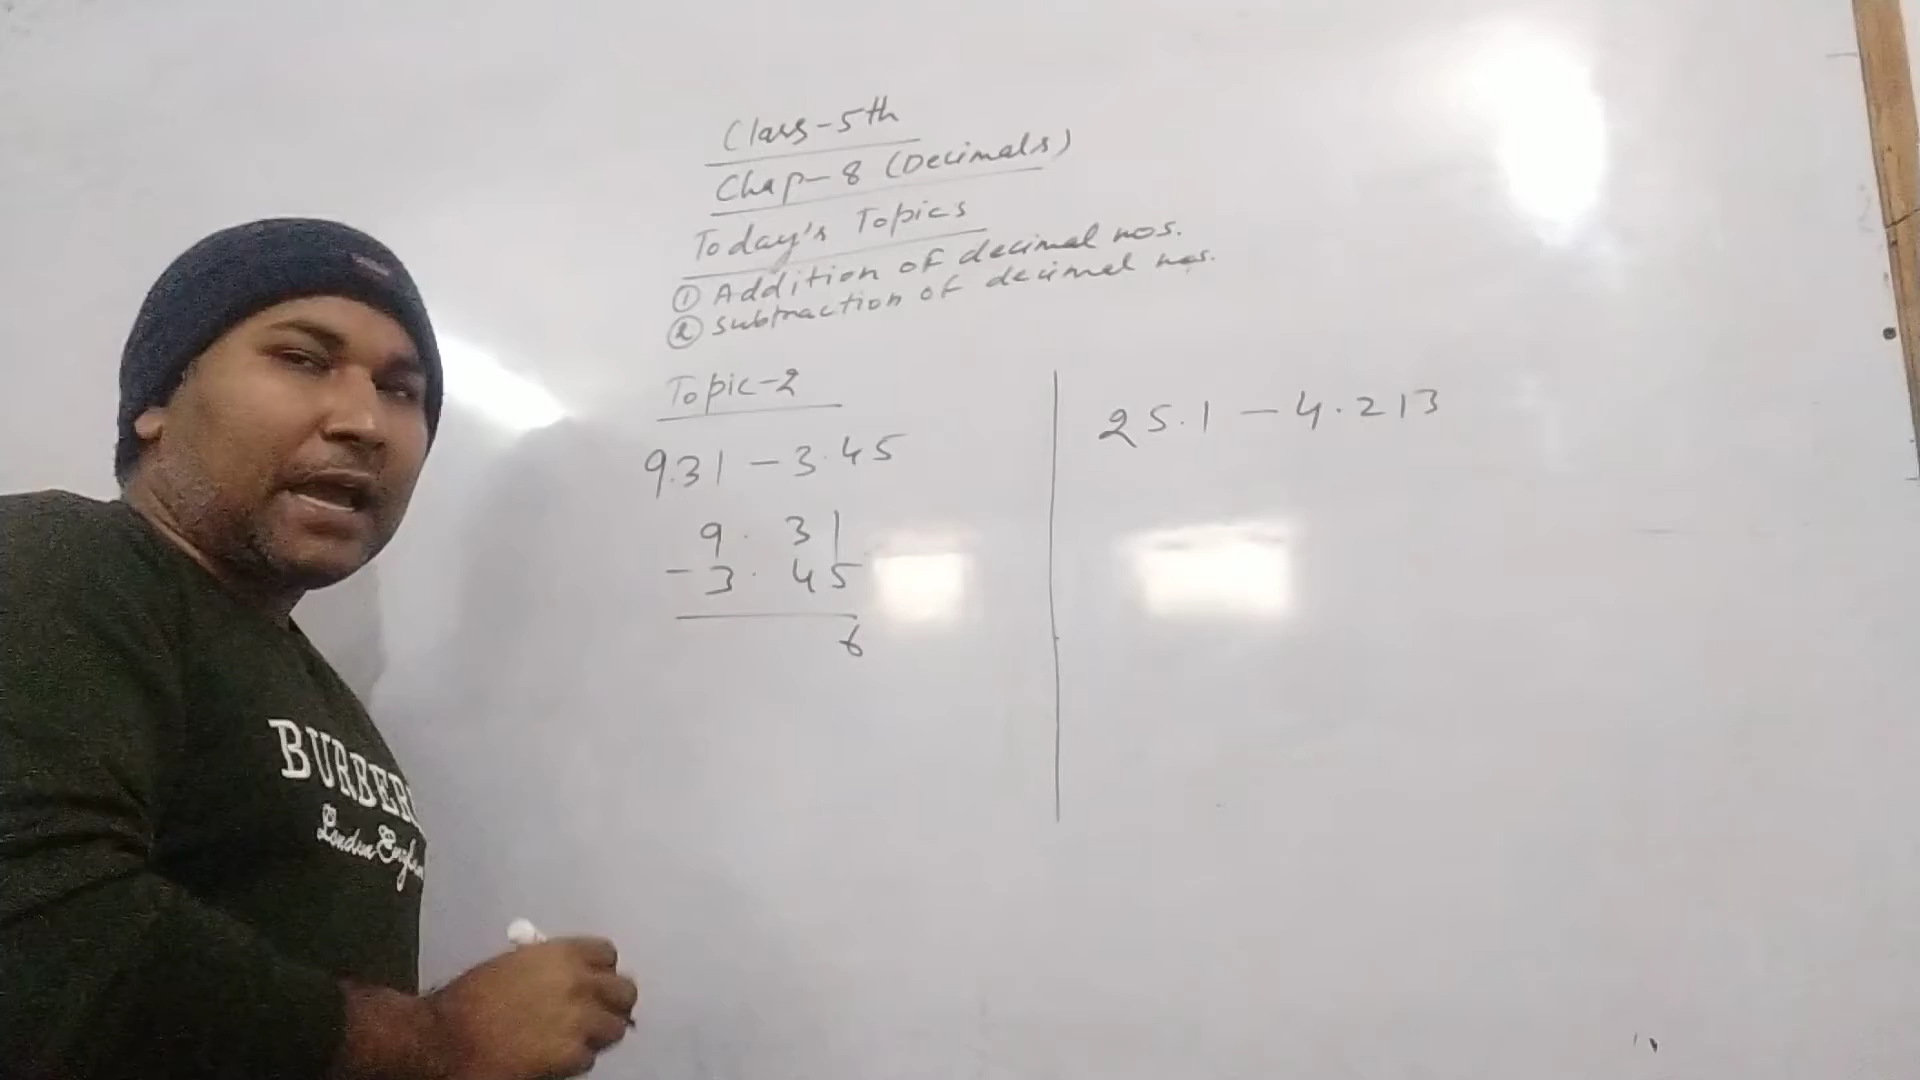 Class-5th
Chap-8 (Decimals)
Today's Topics
① Addition of decimal nos.
② Subtraction of decimal nos.
Topic-2
9.31 - 3.45
9. 31
- 3. 45
6
25.1 - 4.213
London